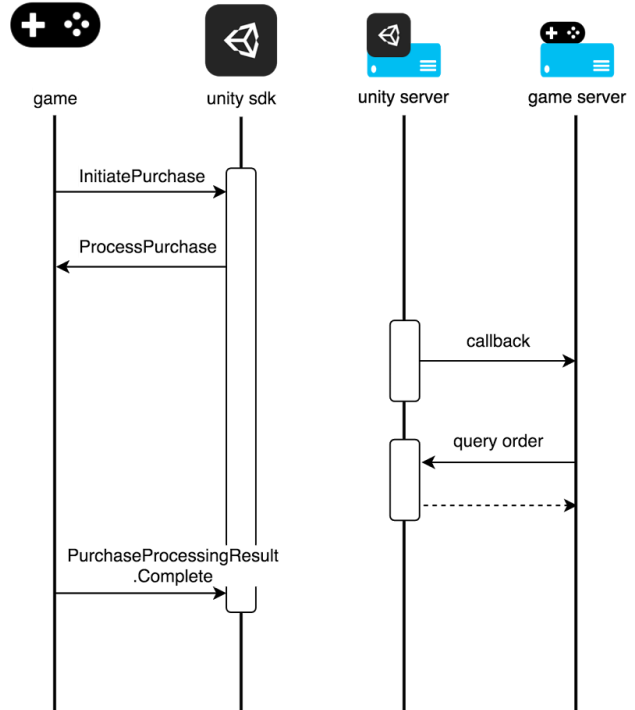 game
unity sdk
unity server
game server
InitiatePurchase
ProcessPurchase
callback
query order
PurchaseProcessingResult
.Complete